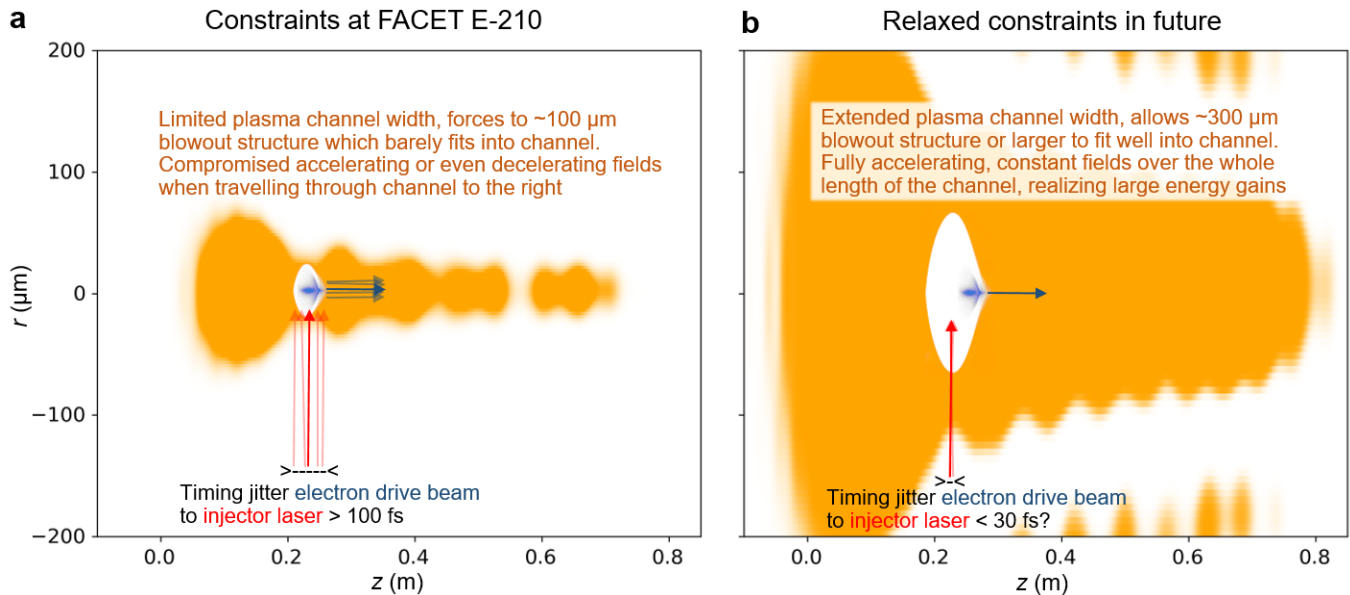 a
Constraints at FACET E-210
200
100
0
−100
−200
r (μm)
Limited plasma channel width, forces to ~100 μm
blowout structure which barely fits into channel.
Compromised accelerating or even decelerating fields
when travelling through channel to the right
>-----<
Timing jitter electron drive beam
to injector laser > 100 fs
0.0
0.2
0.4
0.6
0.8
z (m)
b
Relaxed constraints in future
Extended plasma channel width, allows ~300 μm
blowout structure or larger to fit well into channel.
Fully accelerating, constant fields over the whole
length of the channel, realizing large energy gains
>-<
Timing jitter electron drive beam
to injector laser < 30 fs?
0.0
0.2
0.4
0.6
0.8
z (m)